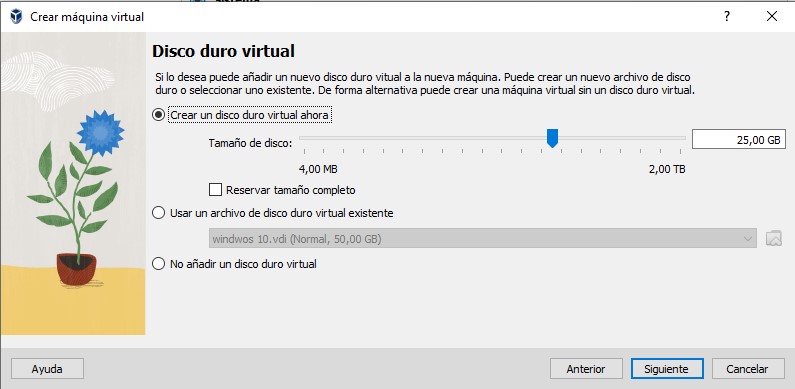 Crear máquina virtual
Disco duro virtual
Si lo desea puede añadir un nuevo disco duro vitual a la nueva máquina. Puede crear un nuevo archivo de disco
duro o seleccionar uno existente. De forma alternativa puede crear una máquina virtual sin un disco duro virtual.
Crear un disco duro virtual ahora
Tamaño de disco:
25,00 GB
4,00 MB
2,00 TB
Reservar tamaño completo
Usar un archivo de disco duro virtual existente
windwos 10.vdi (Normal, 50,00 GB)
No añadir un disco duro virtual
Ayuda
Anterior
Siguiente
Cancelar